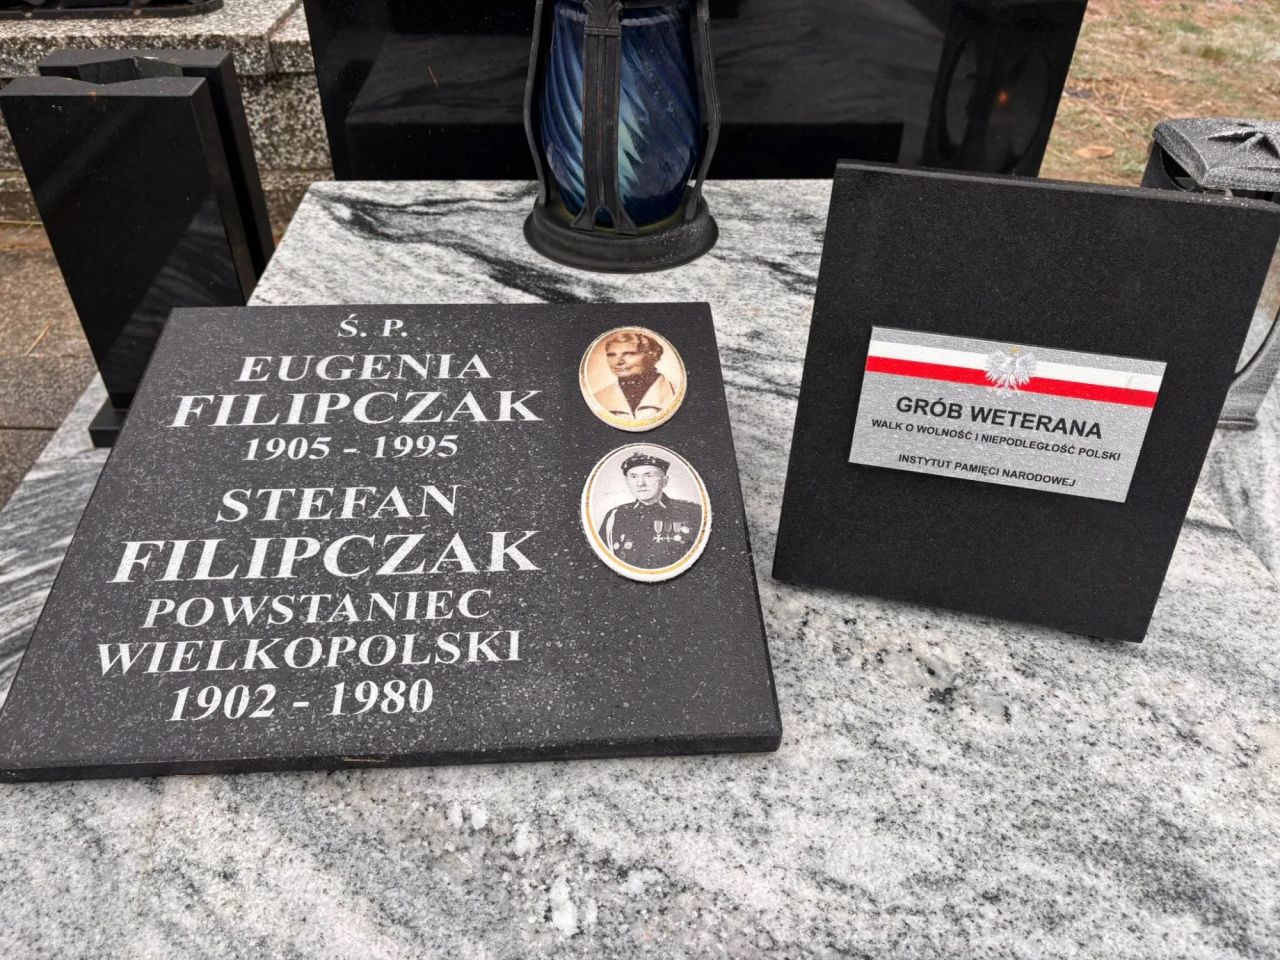 Ś. P.
EUGENIA
FILIPCZAK
1905 - 1995
STEFAN
FILIPCZAK
POWSTANIEC
WIELKOPOLSKI
1902 - 1980
GRÓB WETERANA
WALK O WOLNOŚĆ I NIEPODLEGŁOŚĆ POLSKI
INSTYTUT PAMIĘCI NARODOWEJ